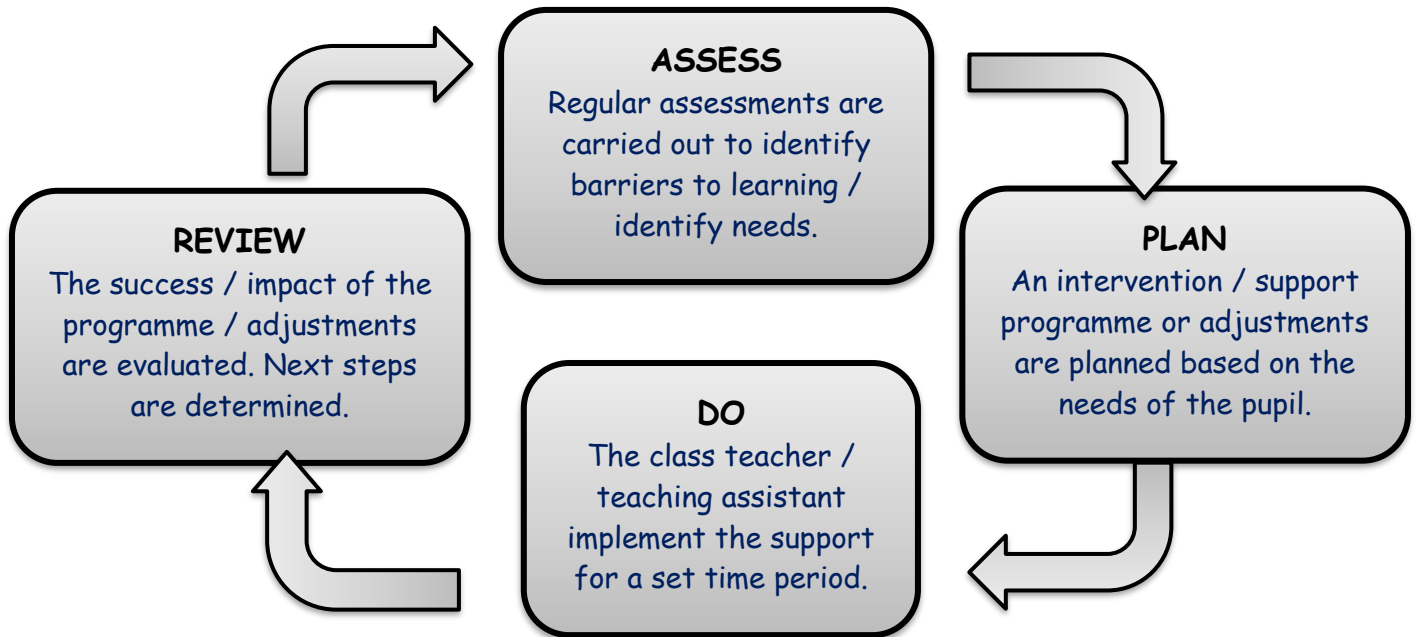 ASSESS
Regular assessments are
carried out to identify
barriers to learning /
identify needs.
PLAN
An intervention / support
programme or adjustments
are planned based on the
needs of the pupil.
DO
The class teacher /
teaching assistant
implement the support
for a set time period.
REVIEW
The success / impact of the
programme / adjustments
are evaluated. Next steps
are determined.